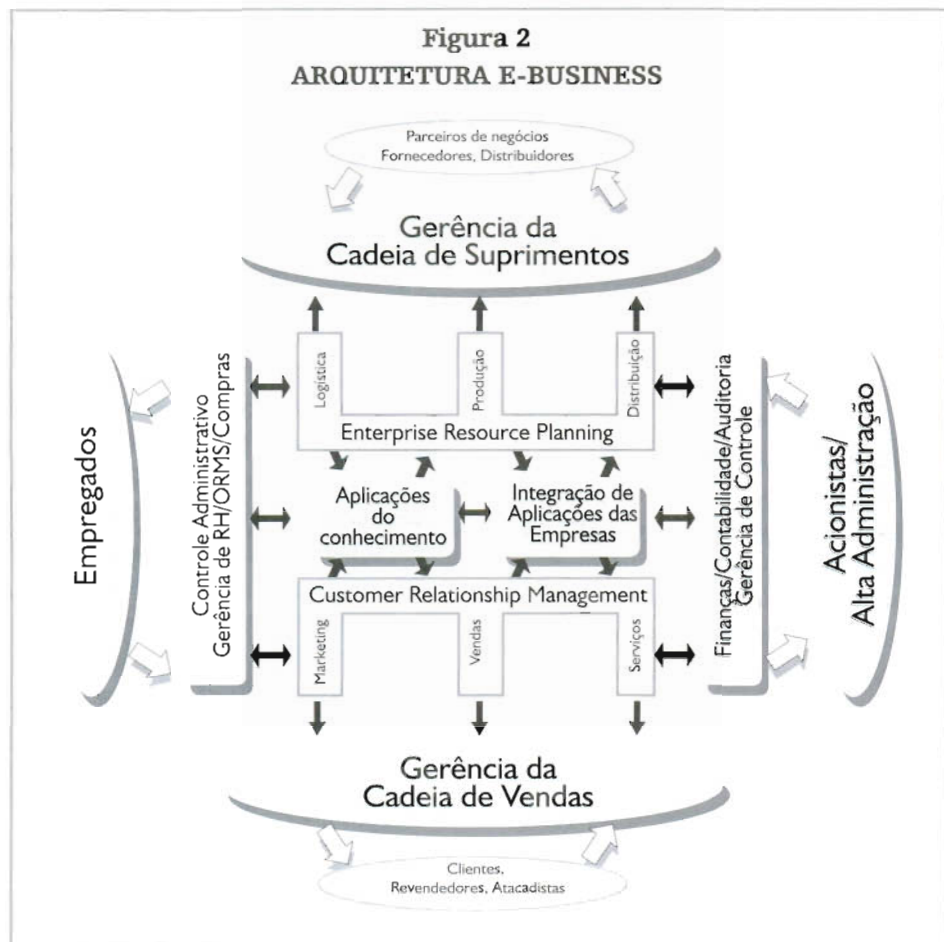 Figura 2
ARQUITETURA E-BUSINESS
Parceiros de negócios
Fornecedores, Distribuidores
Gerência da
Cadeia de Suprimentos
Logística
Produção
Distribuição
Enterprise Resource Planning
Empregados
Controle Administrativo
Gerência de RH/ORMS/Compras
Aplicações
do
conhecimento
Integração de
Aplicações das
Empresas
Finanças/Contabilidade/Auditoria
Gerência de Controle
Acionistas/
Alta Administração
Customer Relationship Management
Marketing
Vendas
Serviços
Gerência da
Cadeia de Vendas
Clientes,
Revendedores, Atacadistas